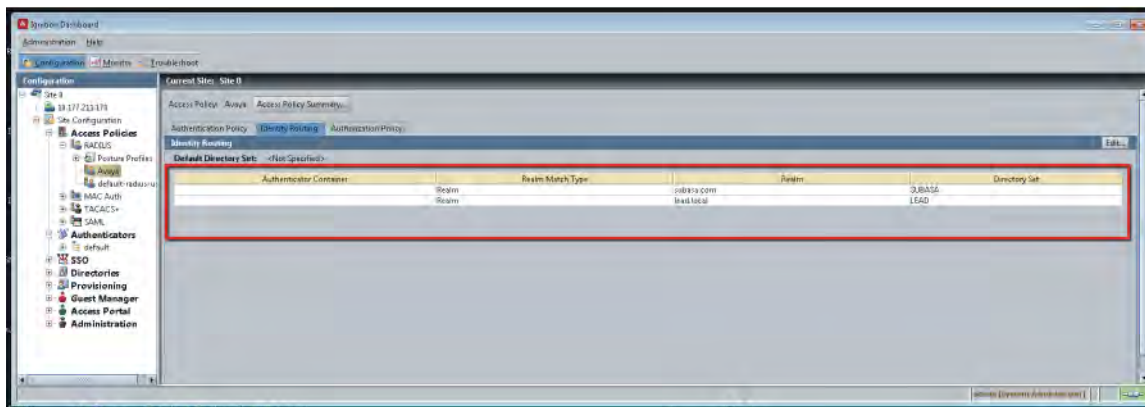 Ignition Dashboard
Administration Help
Configuration Monitor Troubleshoot
Configuration
Current Site: Site 0
Site 0
Access Policy: Avaya Access Policy Summary...
Site Configuration
Access Policies
Authentication Policy Identity Routing Authorization Policy
RADIUS
Identity Routing Edit...
Posture Profiles
Default Directory Set: <Not Specified>
Avaya
Authenticator Container Realm Match Type Realm Directory Set
default-radius-us
Realm subasa.com SUBASA
MAC Auth
Realm lead.local LEAD
TACACS+
SAML
Authenticators
default
SSO
Directories
Provisioning
Guest Manager
Access Portal
Administration